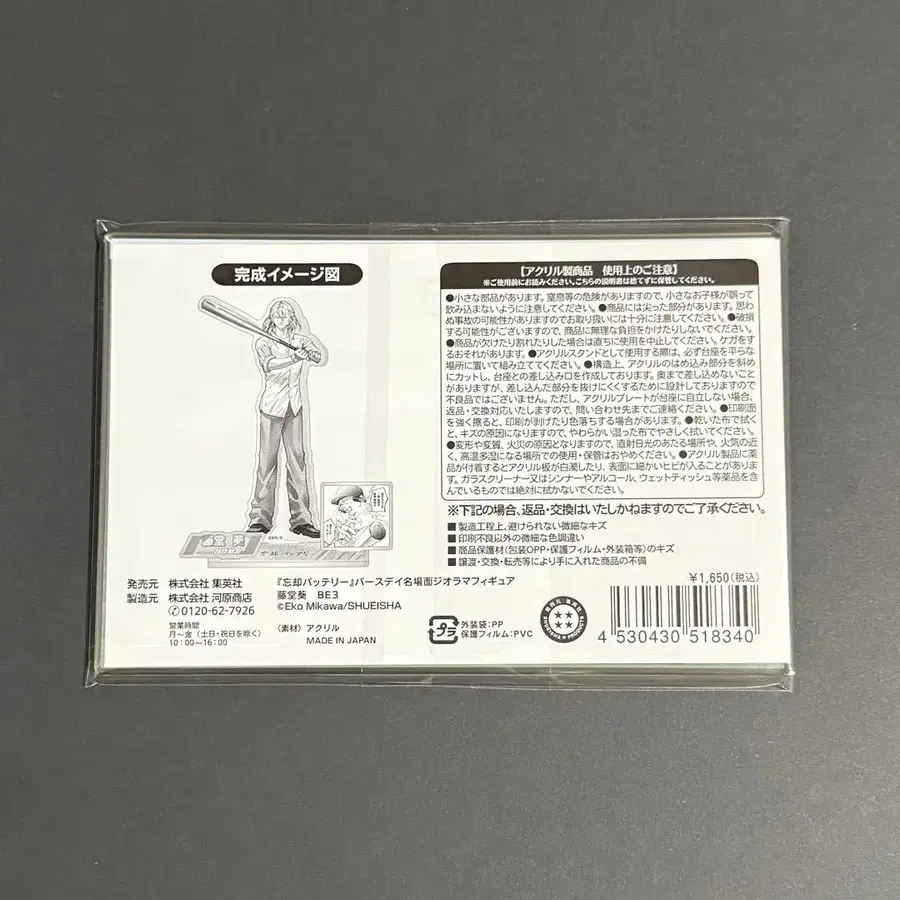 完成イメージ図
藤堂 葵
発売元 株式会社 集英社
製造元 株式会社 河原商店
✆0120-62-7926
営業時間
月〜金(土日・祝日を除く)
10:00〜16:00
『忘却バッテリー』バースデイ名場面ジオラマフィギュア
藤堂葵 BE3
©Eko Mikawa/SHUEISHA
〈素材〉アクリル
MADE IN JAPAN
【アクリル製商品 使用上のご注意】
※ご使用前にお読みください。こちらの説明書は捨てずに保管してください。
●小さな部品があります。窒息等の危険がありますので、小さなお子様が誤って
飲み込まないように注意してください。●商品には尖った部分があります。思わ
ぬ事故の可能性がありますのでお取り扱いには十分に注意してください。●破損
する可能性がございますので、商品に無理な負担をかけたりしないでください。
●商品が欠けたり割れたりした場合は直ちに使用を中止してください。ケガをす
るおそれがあります。●アクリルスタンドとして使用する際は、必ず台座を平らな
場所に置いて組み立ててください。●構造上、アクリルのはめ込み部分を斜め
にカットし、台座との差し込み口を作成しております。奥まで差し込めないこと
がありますが、差し込んだ部分を抜けにくくするために設計しておりますので
不良品ではございません。ただし、アクリルプレートが台座に自立しない場合、
返品・交換対応いたしますので、問い合わせ先までご連絡ください。●印刷面
を強く擦ると、印刷が剥げたり色落ちする場合があります。●乾いた布で拭く
と、キズの原因になりますので、やわらかい湿った布でやさしく拭いてください。
●変形や変質、火災の原因となりますので、直射日光のあたる場所や、火気の近
く、高温多湿になる場所での使用・保管はおやめください。●アクリル製品に薬
品が付着するとアクリル板が白濁したり、表面に細かいヒビが入ることがありま
す。ガラスクリーナー又はシンナーやアルコール、ウェットティッシュ等薬品を含
んでいるものでは絶対に拭かないでください。
※下記の場合、返品・交換はいたしかねますのでご了承ください。
■製造工程上、避けられない微細なキズ
■印刷不良以外の微細な色調違い
■商品保護材(包装OPP・保護フィルム・外装箱等)のキズ
■譲渡・交換・転売等により手に入れた商品の不備
¥1,650(税込)
プラ
外装袋:PP
保護フィルム:PVC
4 530430 518340